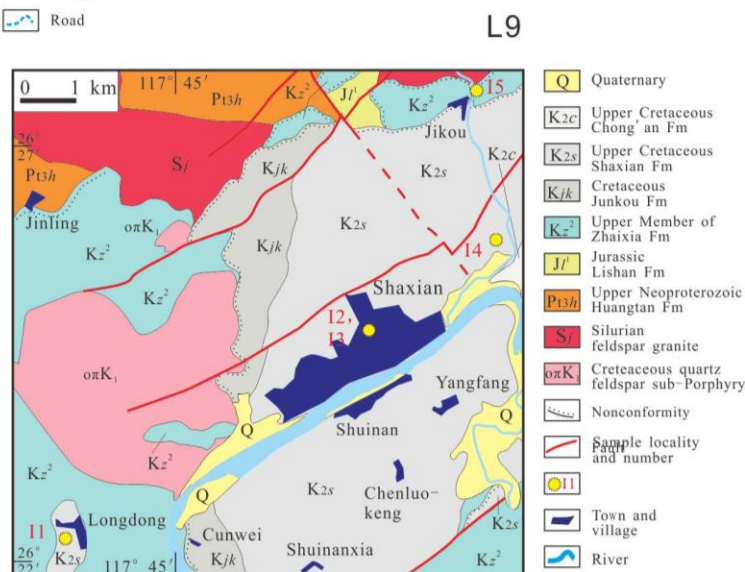 Road
L9
0 1 km
117° 45′
Pt3h
Kz²
Jl¹
Kz²
I5
Jikou
26°
27′
Sj
Kjk
K2s
K2c
Pt3h
Jinling
oπK₁
Kz²
Kjk
K2s
I4
Kz²
Shaxian
I2,
I3
oπK₁
Yangfang
Q
Q
Shuinan
Kz²
Chenluo-
keng
K2s
Q
I1
Longdong
K2s
Cunwei
Kjk
Shuinanxia
K2s
Kz²
26°
22′
117° 45′
Q Quaternary
K2c Upper Cretaceous
Chong'an Fm
K2s Upper Cretaceous
Shaxian Fm
Kjk Cretaceous
Junkou Fm
Kz² Upper Member of
Zhaixia Fm
Jl¹ Jurassic
Lishan Fm
Pt3h Upper Neoproterozoic
Huangtan Fm
Sj Silurian
feldspar granite
oπK₁ Creteaceous quartz
feldspar sub-Porphyry
Nonconformity
Fault
Sample locality
and number
I1
Town and
village
River